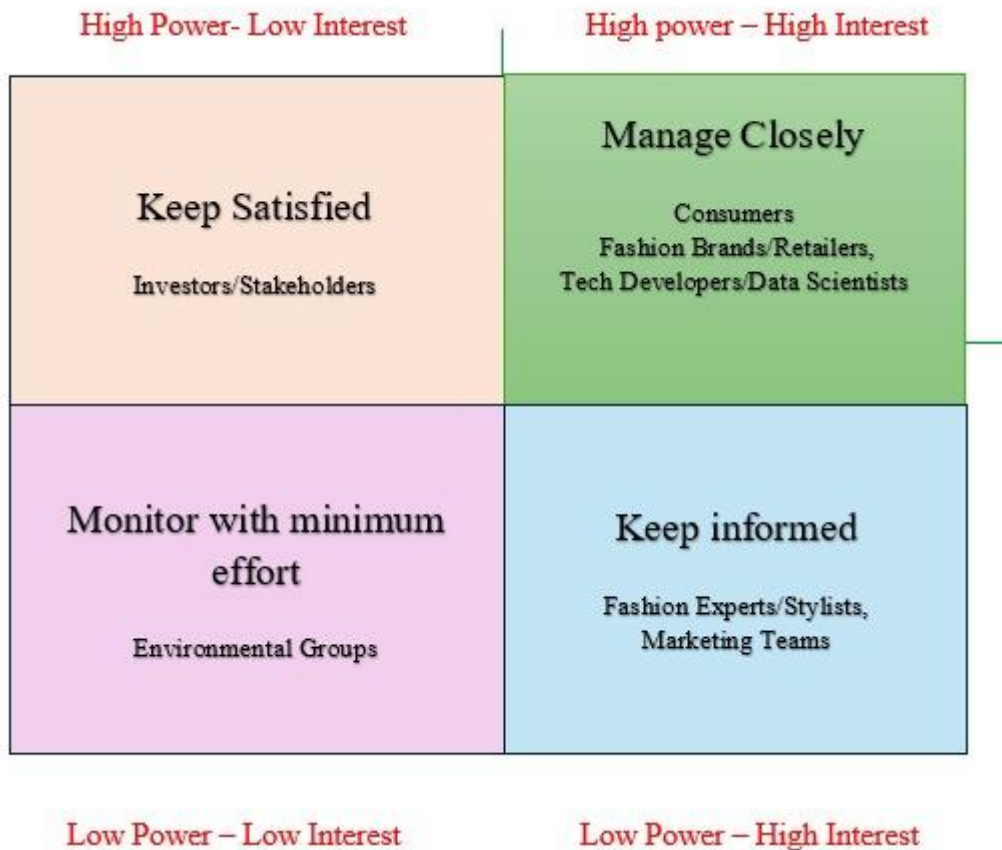 High Power- Low Interest
High power – High Interest
Keep Satisfied
Investors/Stakeholders
Manage Closely
Consumers
Fashion Brands/Retailers,
Tech Developers/Data Scientists
Monitor with minimum
effort
Environmental Groups
Keep informed
Fashion Experts/Stylists,
Marketing Teams
Low Power – Low Interest
Low Power – High Interest